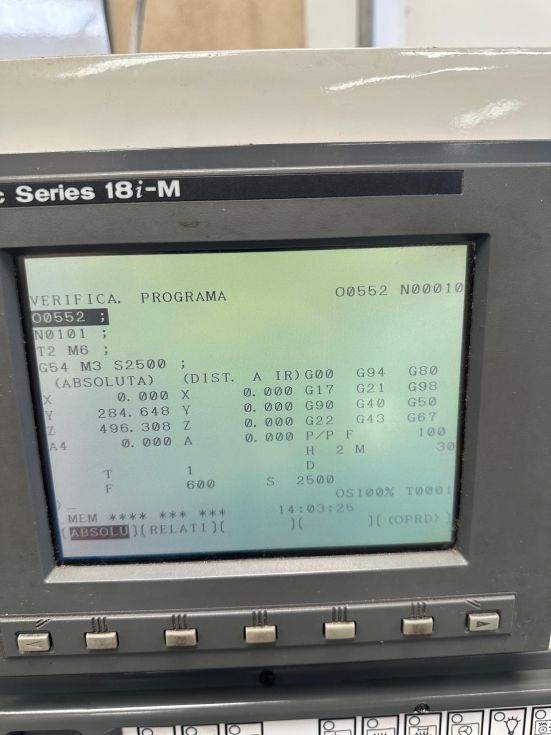 c Series 18i-M
VERIFICA. PROGRAMA O0552 N00010
O0552 ;
N0101 ;
T2 M6 ;
G54 M3 S2500 ;
(ABSOLUTA) (DIST. A IR) G00 G94 G80
X 0.000 X 0.000 G17 G21 G98
Y 284.648 Y 0.000 G90 G40 G50
Z 496.308 Z 0.000 G22 G43 G67
A4 0.000 A 0.000 P/P F 100
H 2 M 30
T 1 D
F 600 S 2500
OS100% T0001
>_
MEM **** *** *** 14:03:25
(ABSOLU)(RELATI)( )( )((OPRD))